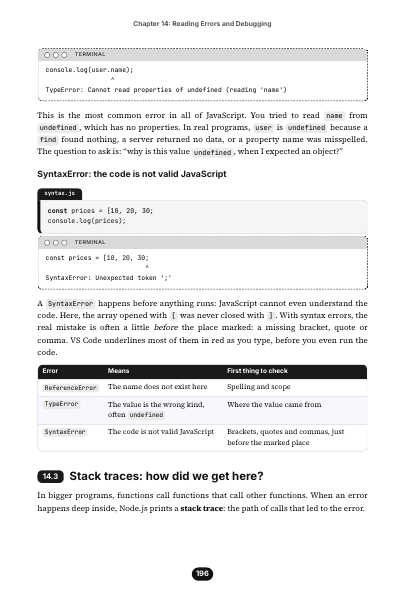 Chapter 14: Reading Errors and Debugging
TERMINAL
console.log(user.name);
^
TypeError: Cannot read properties of undefined (reading 'name')
This is the most common error in all of JavaScript. You tried to read name from
undefined, which has no properties. In real programs, user is undefined because a
find found nothing, a server returned no data, or a property name was misspelled.
The question to ask is: “why is this value undefined, when I expected an object?”
SyntaxError: the code is not valid JavaScript
syntax.js
const prices = [10, 20, 30;
console.log(prices);
TERMINAL
const prices = [10, 20, 30;
^
SyntaxError: Unexpected token ';'
A SyntaxError happens before anything runs: JavaScript cannot even understand the
code. Here, the array opened with [ was never closed with ]. With syntax errors, the
real mistake is often a little before the place marked: a missing bracket, quote or
comma. VS Code underlines most of them in red as you type, before you even run the
code.
Error Means First thing to check
ReferenceError The name does not exist here Spelling and scope
TypeError The value is the wrong kind, Where the value came from
often undefined
SyntaxError The code is not valid JavaScript Brackets, quotes and commas, just
before the marked place
14.3 Stack traces: how did we get here?
In bigger programs, functions call functions that call other functions. When an error
happens deep inside, Node.js prints a stack trace: the path of calls that led to the error.
196